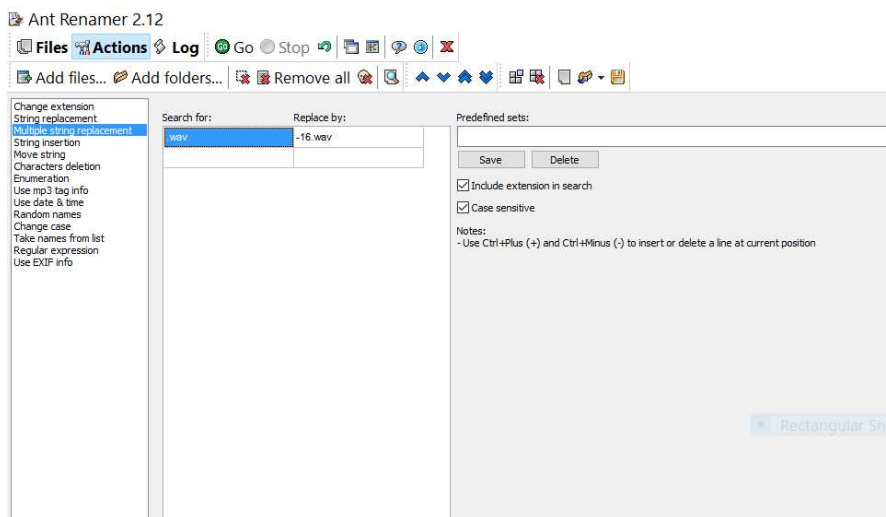 Ant Renamer 2.12
Files Actions Log Go Stop
Add files... Add folders... Remove all
Change extension
String replacement
Multiple string replacement
String insertion
Move string
Characters deletion
Enumeration
Use mp3 tag info
Use date & time
Random names
Change case
Take names from list
Regular expression
Use EXIF info
Search for: Replace by:
.wav -16.wav
Predefined sets:
Save Delete
Include extension in search
Case sensitive
Notes:
- Use Ctrl+Plus (+) and Ctrl+Minus (-) to insert or delete a line at current position
Rectangular Sn